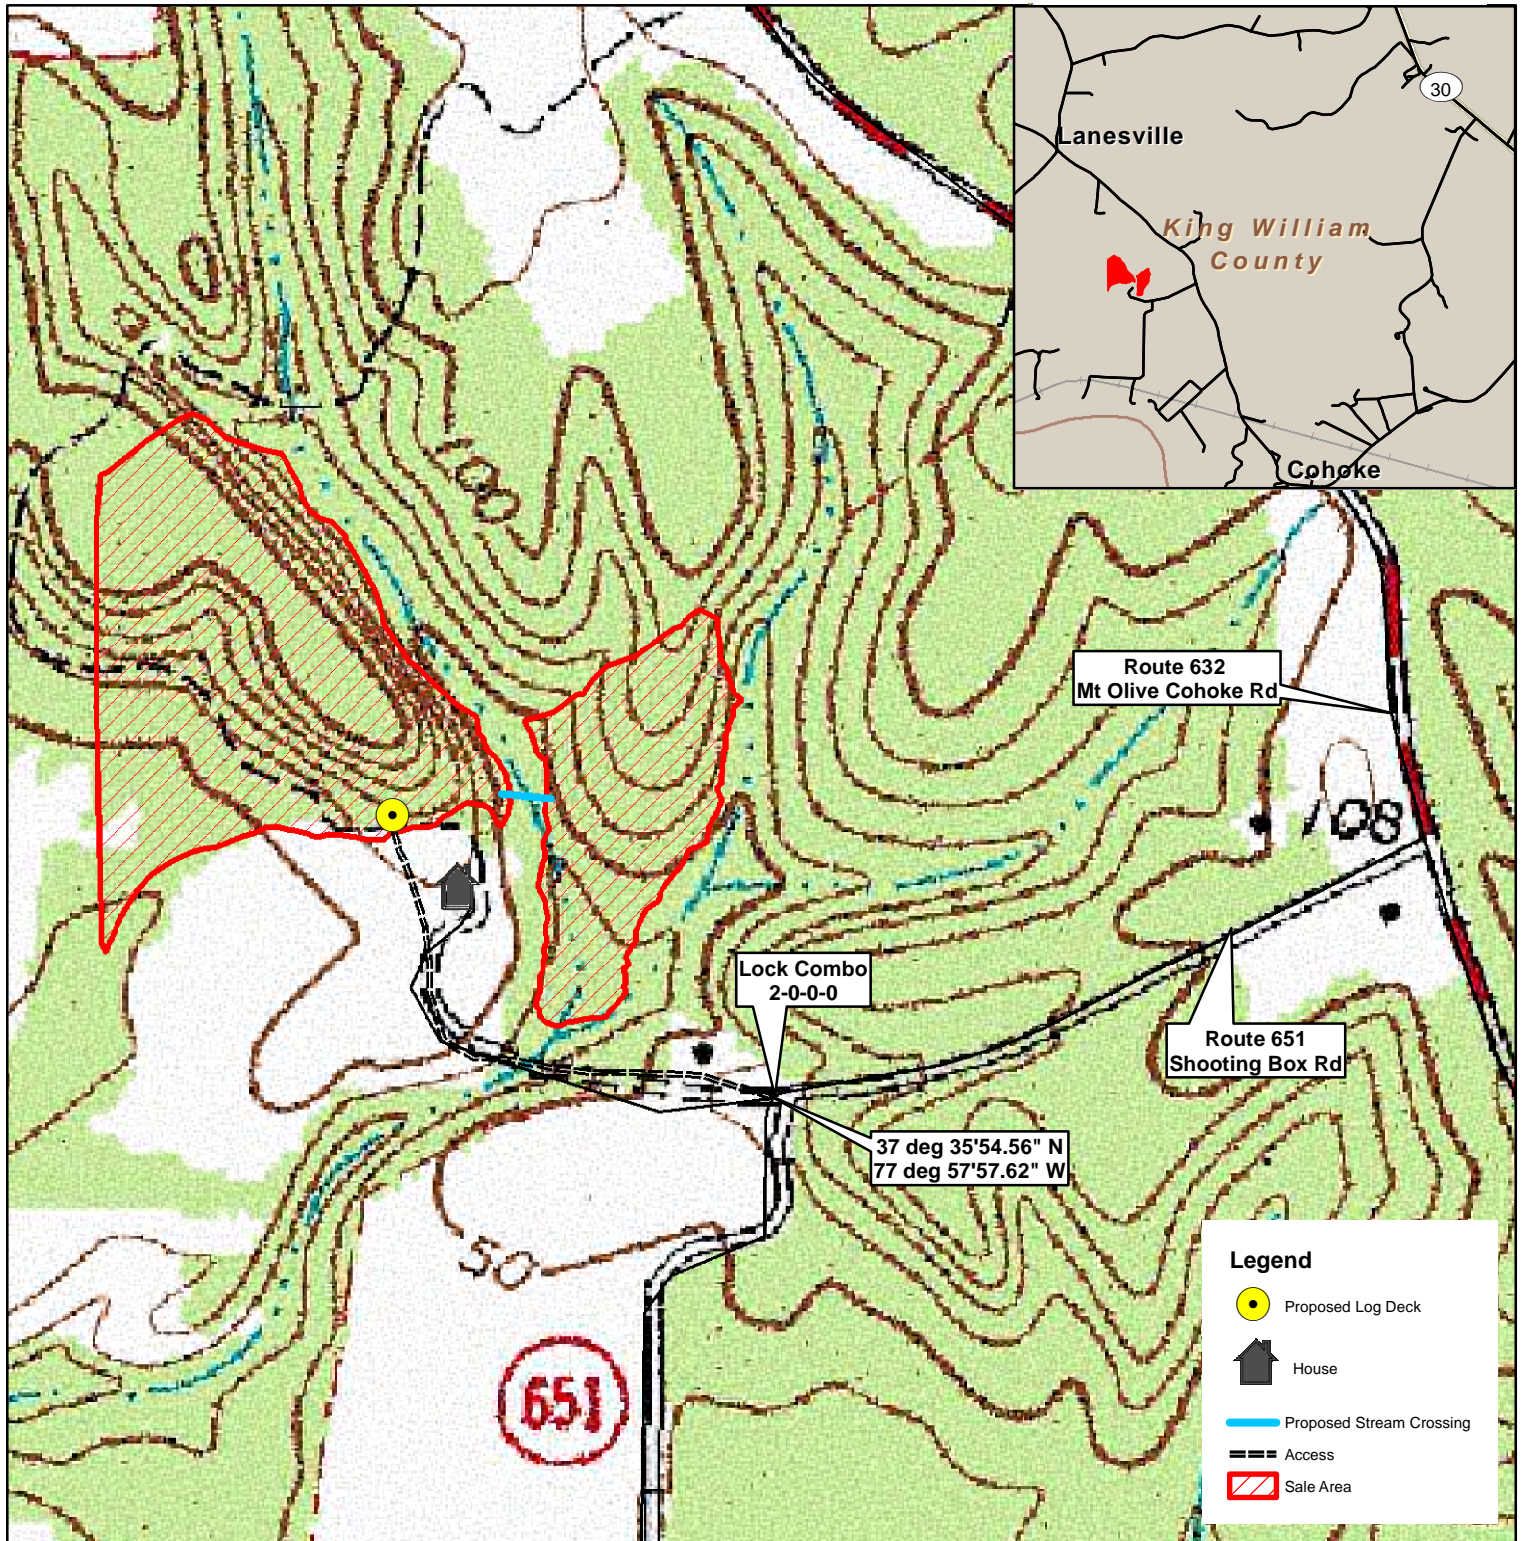 30
Lanesville
King William
County
Cohoke
100
Route 632
Mt Olive Cohoke Rd
108
Lock Combo
2-0-0-0
Route 651
Shooting Box Rd
37 deg 35'54.56" N
77 deg 57'57.62" W
50
651
Legend
Proposed Log Deck
House
Proposed Stream Crossing
Access
Sale Area